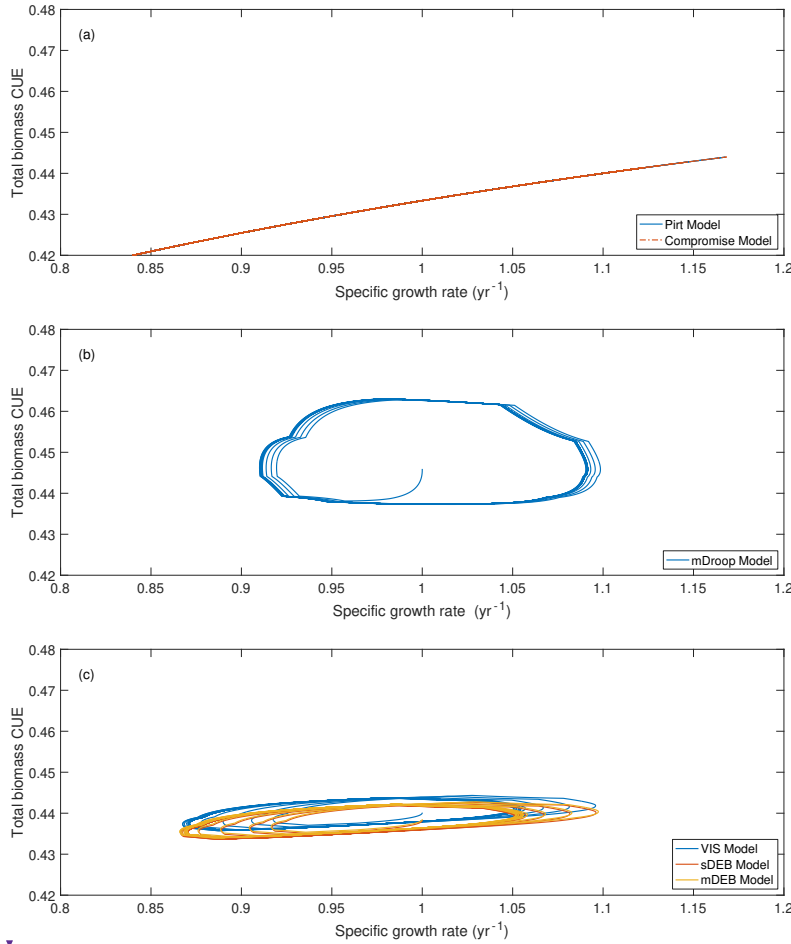 0.48
(a)
0.47
0.46
0.45
0.44
0.43
0.42
Total biomass CUE
Pirt Model
Compromise Model
0.8 0.85 0.9 0.95 1 1.05 1.1 1.15 1.2
Specific growth rate (yr⁻¹)
0.48
(b)
0.47
0.46
0.45
0.44
0.43
0.42
Total biomass CUE
mDroop Model
0.8 0.85 0.9 0.95 1 1.05 1.1 1.15 1.2
Specific growth rate (yr⁻¹)
0.48
(c)
0.47
0.46
0.45
0.44
0.43
0.42
Total biomass CUE
VIS Model
sDEB Model
mDEB Model
0.8 0.85 0.9 0.95 1 1.05 1.1 1.15 1.2
Specific growth rate (yr⁻¹)